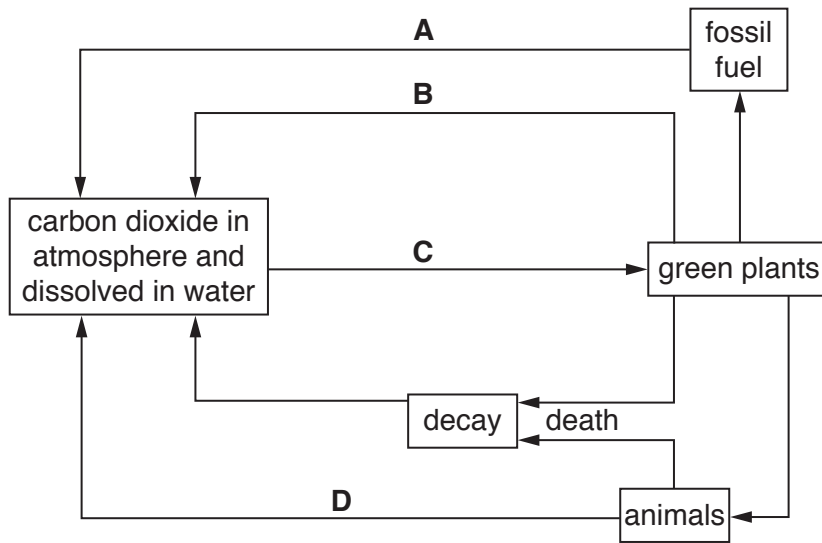 A
fossil
fuel
B
carbon dioxide in
atmosphere and
dissolved in water
C
green plants
decay
death
D
animals